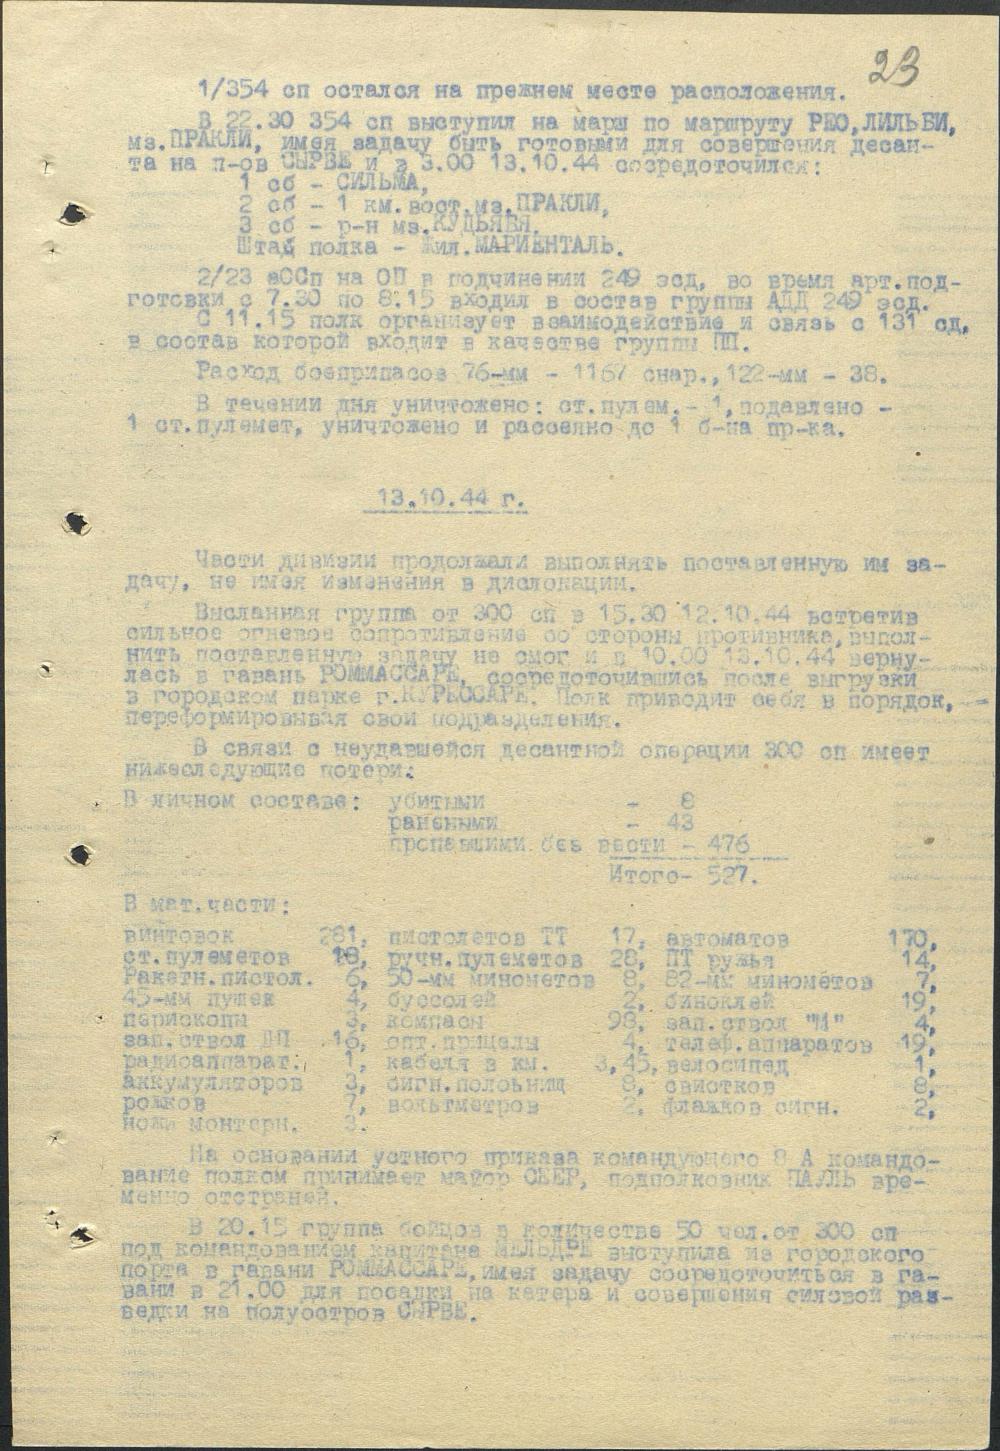 23
1/354 сп остался на прежнем месте расположения.
В 22.30 354 сп выступил на марш по маршруту РЕО, ЛИЛЬБИ,
мз.ПРАКЛИ, имея задачу быть готовыми для совершения десан-
та на п-ов СЫРВЕ и в 3.00 13.10.44 сосредоточился:
1 сб - СИЛЬМА,
2 сб - 1 км.вост.мз.ПРАКЛИ,
3 сб - р-н мз.КУДЬЯПЯ.
Штаб полка - Жил.МАРИЕНТАЛЬ.
2/23 аССп на ОП в подчинении 249 эсд, во время арт.под-
готовки с 7.30 по 8.15 входил в состав группы АДД 249 эсд.
С 11.15 полк организует взаимодействие и связь с 131 сд,
в состав которой входит в качестве группы ПП.
Расход боеприпасов 76-мм - 1167 снар., 122-мм - 38.
В течении дня уничтожено: ст.пулем.- 1, подавлено -
1 ст.пулемет, уничтожено и рассеяно до 1 б-на пр-ка.
13.10.44 г.
Части дивизии продолжали выполнять поставленную им за-
дачу, не имея изменения в дислокации.
Высланная группа от 300 сп в 15.30 12.10.44 встретив
сильное огневое сопротивление со стороны противника, выпол-
нить поставленную задачу не смог и в 10.00 13.10.44 верну-
лась в гавань РОММАССАРЕ, сосредоточившись после выгрузки
в городском парке г.КУРЕССАРЕ. Полк приводит себя в порядок,
переформировывая свои подразделения.
В связи с неудавшейся десантной операции 300 сп имеет
нижеследующие потери:
В личном составе: убитыми - 8
ранеными - 43
пропавшими без вести - 476
Итого- 527.
В мат.части:
винтовок 281, пистолетов ТТ 17, автоматов 170,
ст.пулеметов 18, ручн.пулеметов 28, ПТ ружья 14,
Ракетн.пистол. 6, 50-мм минометов 8, 82-мм минометов 7,
45-мм пушек 4, буссолей 2, биноклей 19,
перископы 3, компасы 98, зап.ствол "М" 4,
зап.ствол ДП 16, опт.прицелы 4, телеф.аппаратов 19,
радиоаппарат. 1, кабеля в км. 3,45, велосипед 1,
аккумуляторов 3, сигн.полотнищ 8, свистков 8,
рожков 7, вольтметров 2, флажков сигн. 2,
ножи монтерн. 3.
На основании устного приказа командующего 8 А командо-
вание полком принимает майор СЕЕР, подполковник ПАУЛЬ вре-
менно отстранен.
В 20.15 группа бойцов в количестве 50 чел.от 300 сп
под командованием капитана МЕЛЬДРЕ выступила из городского
порта в гавани РОММАССАРЕ, имея задачу сосредоточиться в га-
вани в 21.00 для посадки на катера и совершения силовой раз-
ведки на полуостров СЫРВЕ.